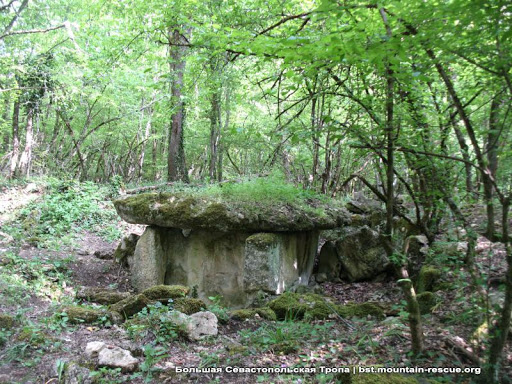 Большая Севастопольская Тропа | bst.mountain-rescue.org